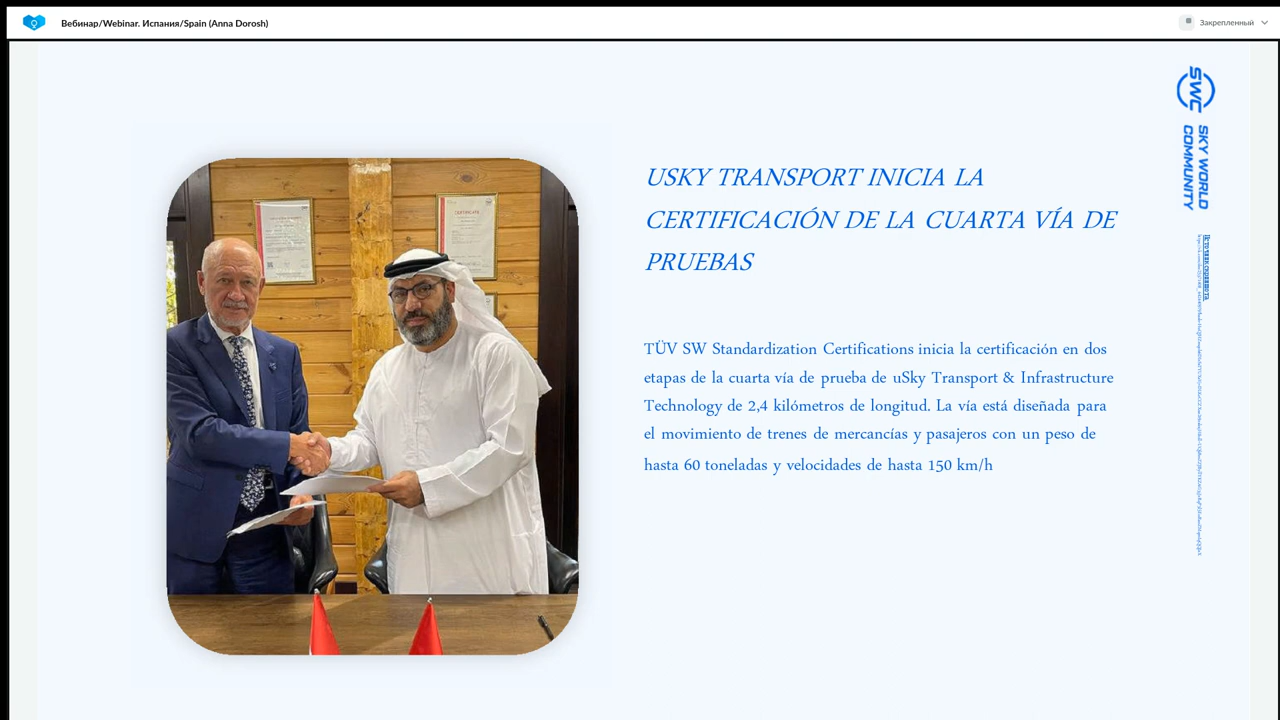 Вебинар/Webinar. Испания/Spain (Anna Dorosh)
Закрепленный
USKY TRANSPORT INICIA LA
CERTIFICACIÓN DE LA CUARTA VÍA DE
PRUEBAS
TÜV SW Standardization Certifications inicia la certificación en dos
etapas de la cuarta vía de prueba de uSky Transport & Infrastructure
Technology de 2,4 kilómetros de longitud. La vía está diseñada para
el movimiento de trenes de mercancías y pasajeros con un peso de
hasta 60 toneladas y velocidades de hasta 150 km/h
SWC
SKY WORLD
COMMUNITY
CERTIFICATE